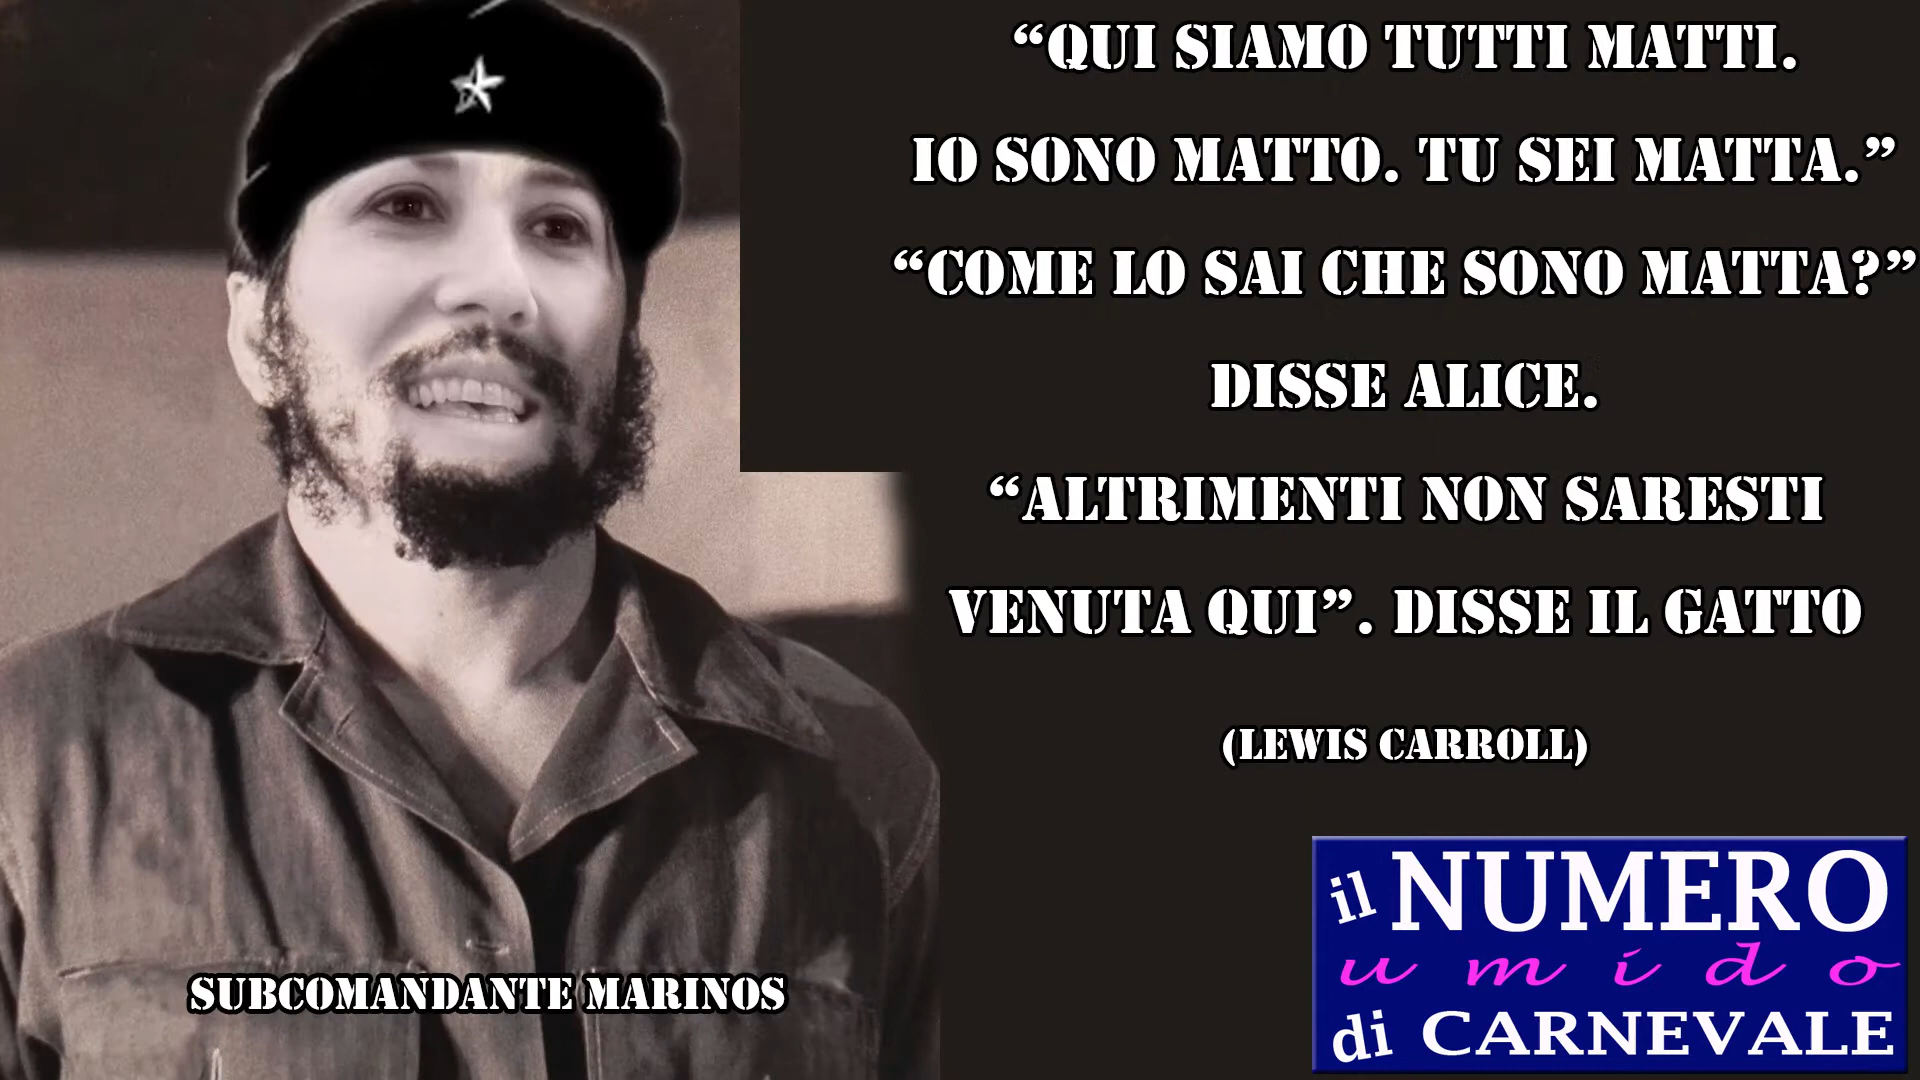 “QUI SIAMO TUTTI MATTI.
IO SONO MATTO. TU SEI MATTA.”
“COME LO SAI CHE SONO MATTA?”
DISSE ALICE.
“ALTRIMENTI NON SARESTI
VENUTA QUI”. DISSE IL GATTO
(LEWIS CARROLL)
SUBCOMANDANTE MARINOS
il NUMERO
umido
di CARNEVALE